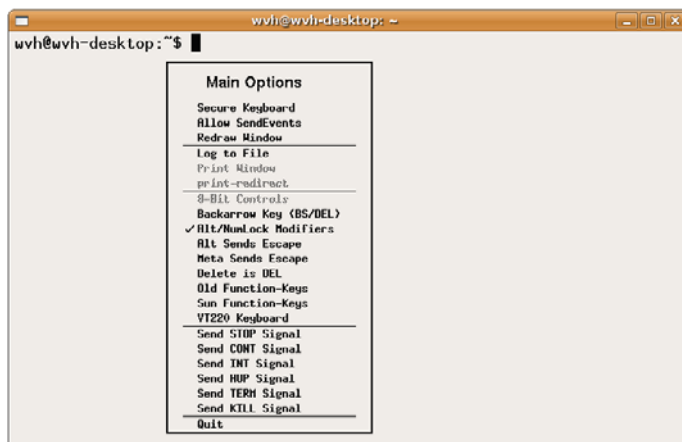 wvh@wvh-desktop: ~
wvh@wvh-desktop:~$
Main Options
Secure Keyboard
Allow SendEvents
Redraw Window
Log to File
Print Window
print-redirect
8-Bit Controls
Backarrow Key (BS/DEL)
✓Alt/NumLock Modifiers
Alt Sends Escape
Meta Sends Escape
Delete is DEL
Old Function-Keys
Sun Function-Keys
VT220 Keyboard
Send STOP Signal
Send CONT Signal
Send INT Signal
Send HUP Signal
Send TERM Signal
Send KILL Signal
Quit